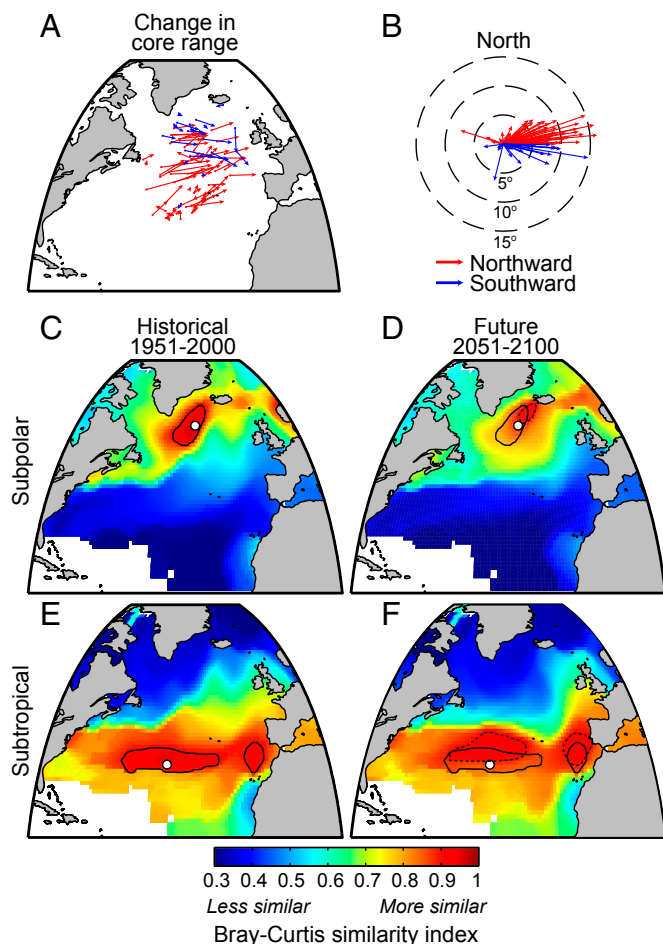 A
Change in
core range
B
North
5°
10°
15°
Northward
Southward
C
Historical
1951-2000
D
Future
2051-2100
Subpolar
E
F
Subtropical
0.3 0.4 0.5 0.6 0.7 0.8 0.9 1
Less similar More similar
Bray-Curtis similarity index